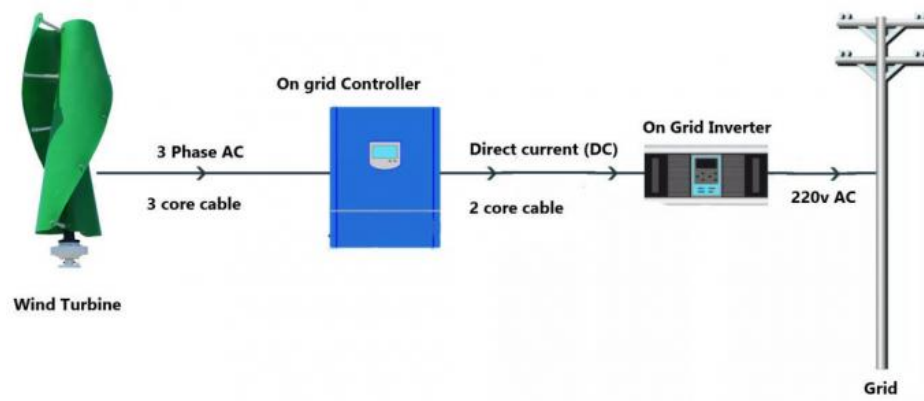 On grid Controller
On Grid Inverter
3 Phase AC
Direct current (DC)
3 core cable
2 core cable
220v AC
Wind Turbine
Grid